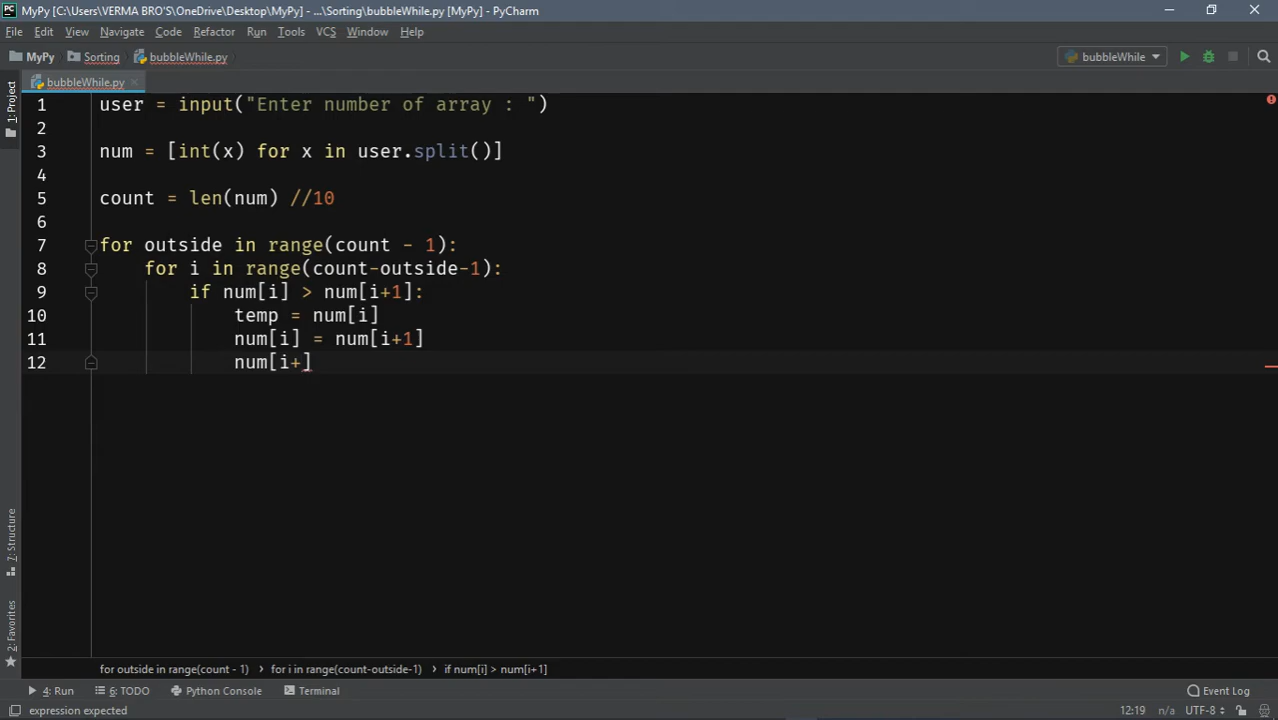 MyPy [C:\Users\VERMA BRO'S\OneDrive\Desktop\MyPy] - ...\Sorting\bubbleWhile.py [MyPy] - PyCharm
File Edit View Navigate Code Refactor Run Tools VCS Window Help
MyPy Sorting bubbleWhile.py bubbleWhile
bubbleWhile.py
1: Project
1 user = input("Enter number of array : ")
2
3 num = [int(x) for x in user.split()]
4
5 count = len(num) //10
6
7 for outside in range(count - 1):
8 for i in range(count-outside-1):
9 if num[i] > num[i+1]:
10 temp = num[i]
11 num[i] = num[i+1]
12 num[i+]
7: Structure
2: Favorites
for outside in range(count - 1) › for i in range(count-outside-1) › if num[i] > num[i+1]
4: Run 6: TODO Python Console Terminal Event Log
expression expected 12:19 n/a UTF-8